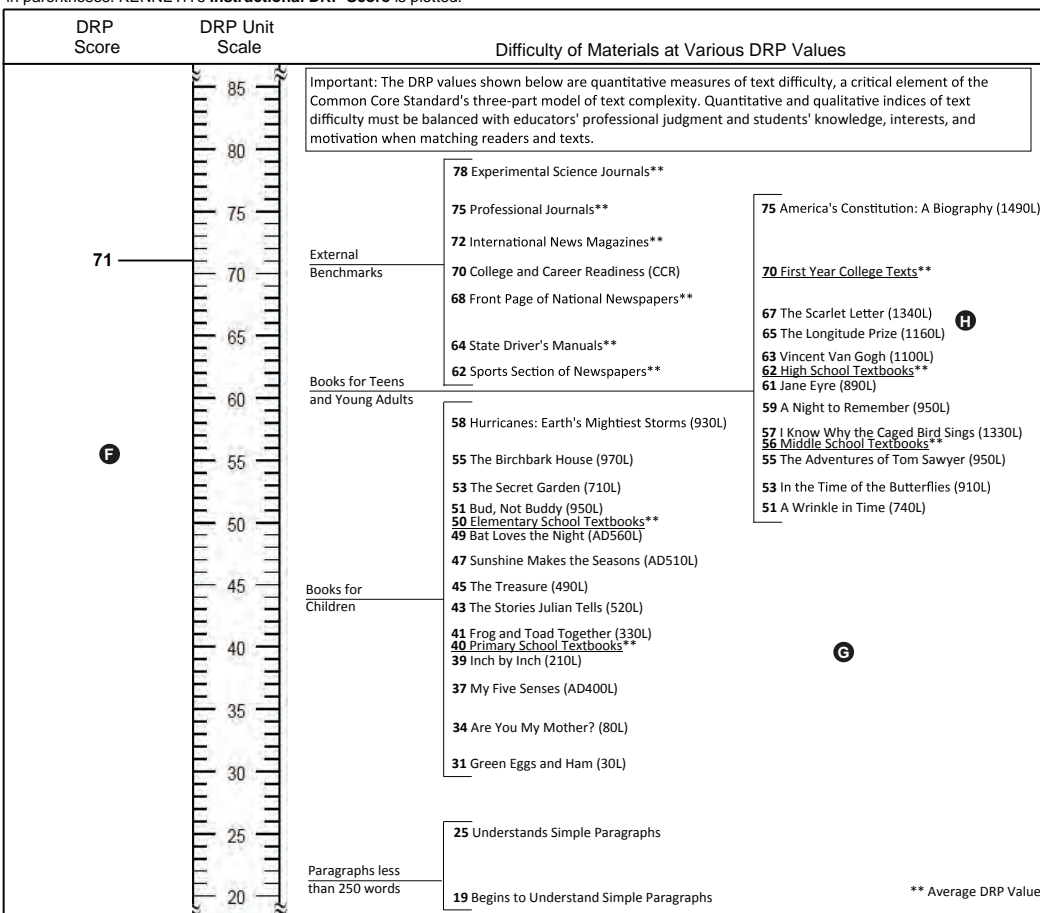 DRP
Score
DRP Unit
Scale
Difficulty of Materials at Various DRP Values
Important: The DRP values shown below are quantitative measures of text difficulty, a critical element of the
Common Core Standard's three-part model of text complexity. Quantitative and qualitative indices of text
difficulty must be balanced with educators' professional judgment and students' knowledge, interests, and
motivation when matching readers and texts.
71
85
80
75
70
65
60
55
50
45
40
35
30
25
20
External
Benchmarks
78 Experimental Science Journals**
75 Professional Journals**
72 International News Magazines**
70 College and Career Readiness (CCR)
68 Front Page of National Newspapers**
64 State Driver's Manuals**
62 Sports Section of Newspapers**
Books for Teens
and Young Adults
75 America's Constitution: A Biography (1490L)
70 First Year College Texts**
67 The Scarlet Letter (1340L)
65 The Longitude Prize (1160L)
63 Vincent Van Gogh (1100L)
62 High School Textbooks**
61 Jane Eyre (890L)
59 A Night to Remember (950L)
57 I Know Why the Caged Bird Sings (1330L)
56 Middle School Textbooks**
55 The Adventures of Tom Sawyer (950L)
53 In the Time of the Butterflies (910L)
51 A Wrinkle in Time (740L)
H
F
Books for
Children
58 Hurricanes: Earth's Mightiest Storms (930L)
55 The Birchbark House (970L)
53 The Secret Garden (710L)
51 Bud, Not Buddy (950L)
50 Elementary School Textbooks**
49 Bat Loves the Night (AD560L)
47 Sunshine Makes the Seasons (AD510L)
45 The Treasure (490L)
43 The Stories Julian Tells (520L)
41 Frog and Toad Together (330L)
40 Primary School Textbooks**
39 Inch by Inch (210L)
37 My Five Senses (AD400L)
34 Are You My Mother? (80L)
31 Green Eggs and Ham (30L)
G
Paragraphs less
than 250 words
25 Understands Simple Paragraphs
19 Begins to Understand Simple Paragraphs
** Average DRP Value